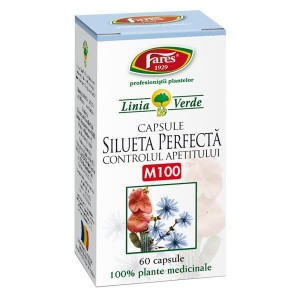 Fares
1929
profesioniștii plantelor
Linia Verde
CAPSULE
SILUETA PERFECTĂ
CONTROLUL APETITULUI
M100
60 capsule
100% plante medicinale